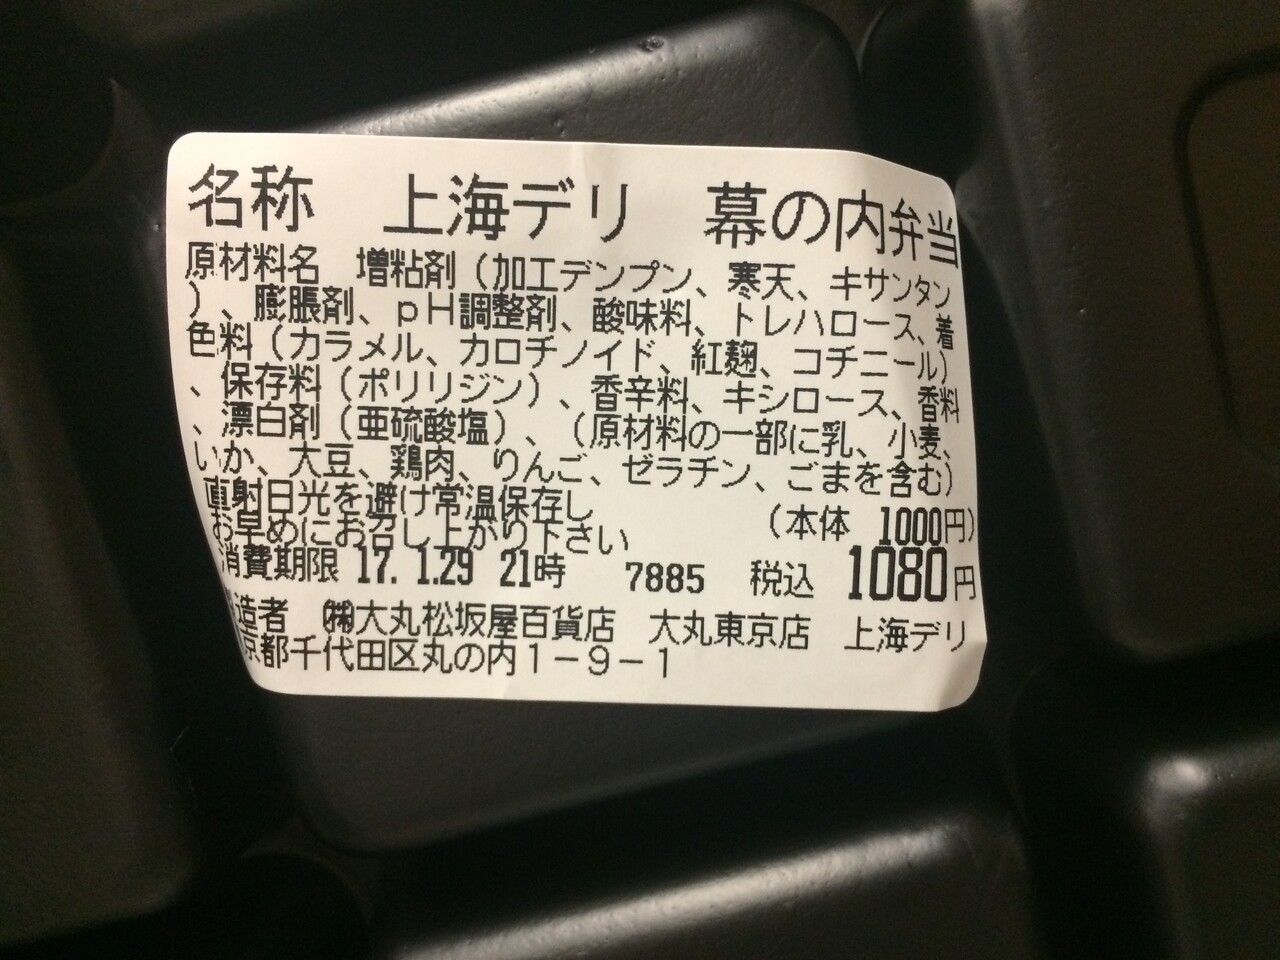 名称　上海デリ　幕の内弁当
原材料名　増粘剤（加工デンプン、寒天、キサンタン
）、膨脹剤、ｐＨ調整剤、酸味料、トレハロース、着
色料（カラメル、カロチノイド、紅麹、コチニール）
、保存料（ポリリジン）、香辛料、キシロース、香料
、漂白剤（亜硫酸塩）、（原材料の一部に乳、小麦、
いか、大豆、鶏肉、りんご、ゼラチン、ごまを含む）
直射日光を避け常温保存し
お早めにお召し上がり下さい
（本体　1000円）
消費期限 17. 1.29　21時　7885　税込 1080円
造者　㈱大丸松坂屋百貨店　大丸東京店　上海デリ
京都千代田区丸の内１－９－１